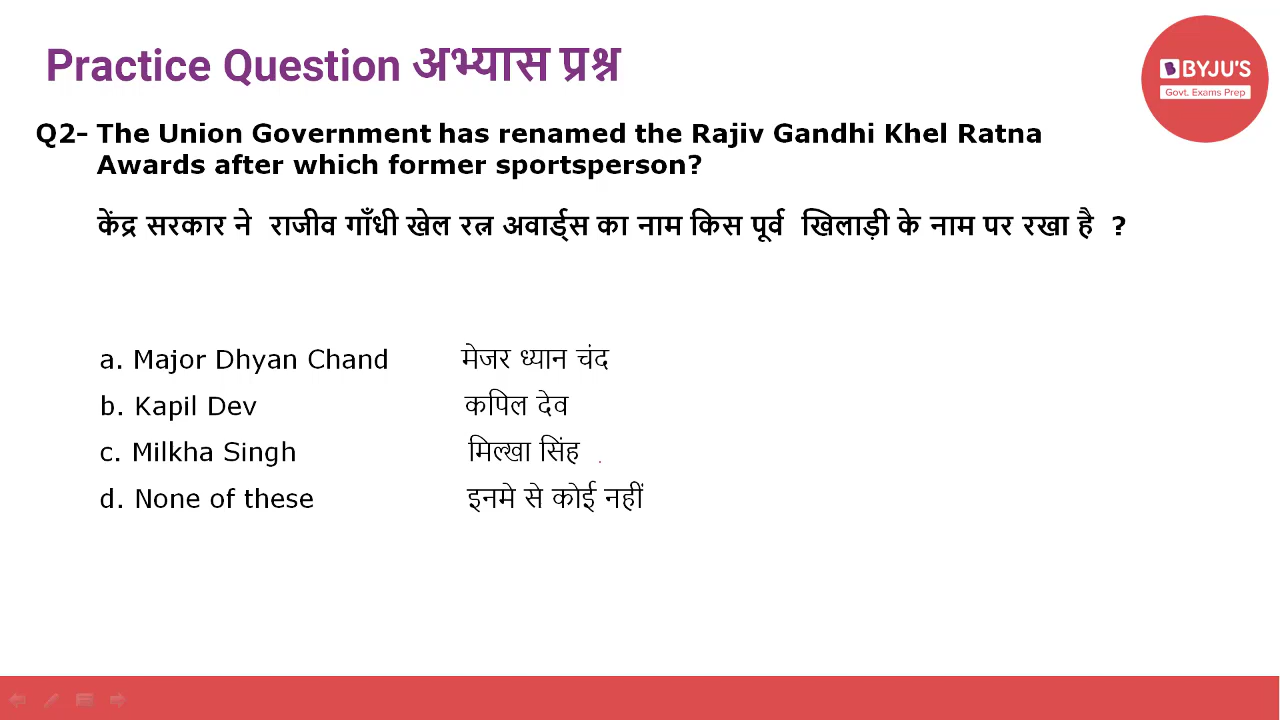 Practice Question अभ्यास प्रश्न
BYJU'S
Govt. Exams Prep
Q2- The Union Government has renamed the Rajiv Gandhi Khel Ratna
Awards after which former sportsperson?
केंद्र सरकार ने राजीव गाँधी खेल रत्न अवार्ड्स का नाम किस पूर्व खिलाड़ी के नाम पर रखा है ?
a. Major Dhyan Chand मेजर ध्यान चंद
b. Kapil Dev कपिल देव
c. Milkha Singh मिल्खा सिंह
d. None of these इनमे से कोई नहीं